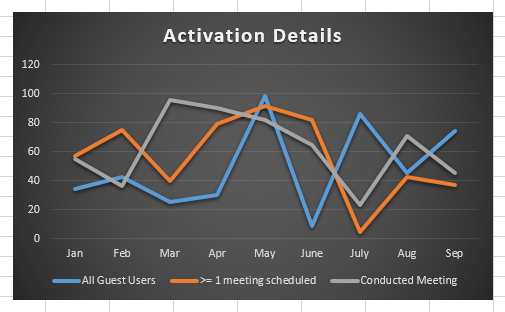 Activation Details
120
100
80
60
40
20
0
Jan Feb Mar Apr May June July Aug Sep
All Guest Users >= 1 meeting scheduled Conducted Meeting